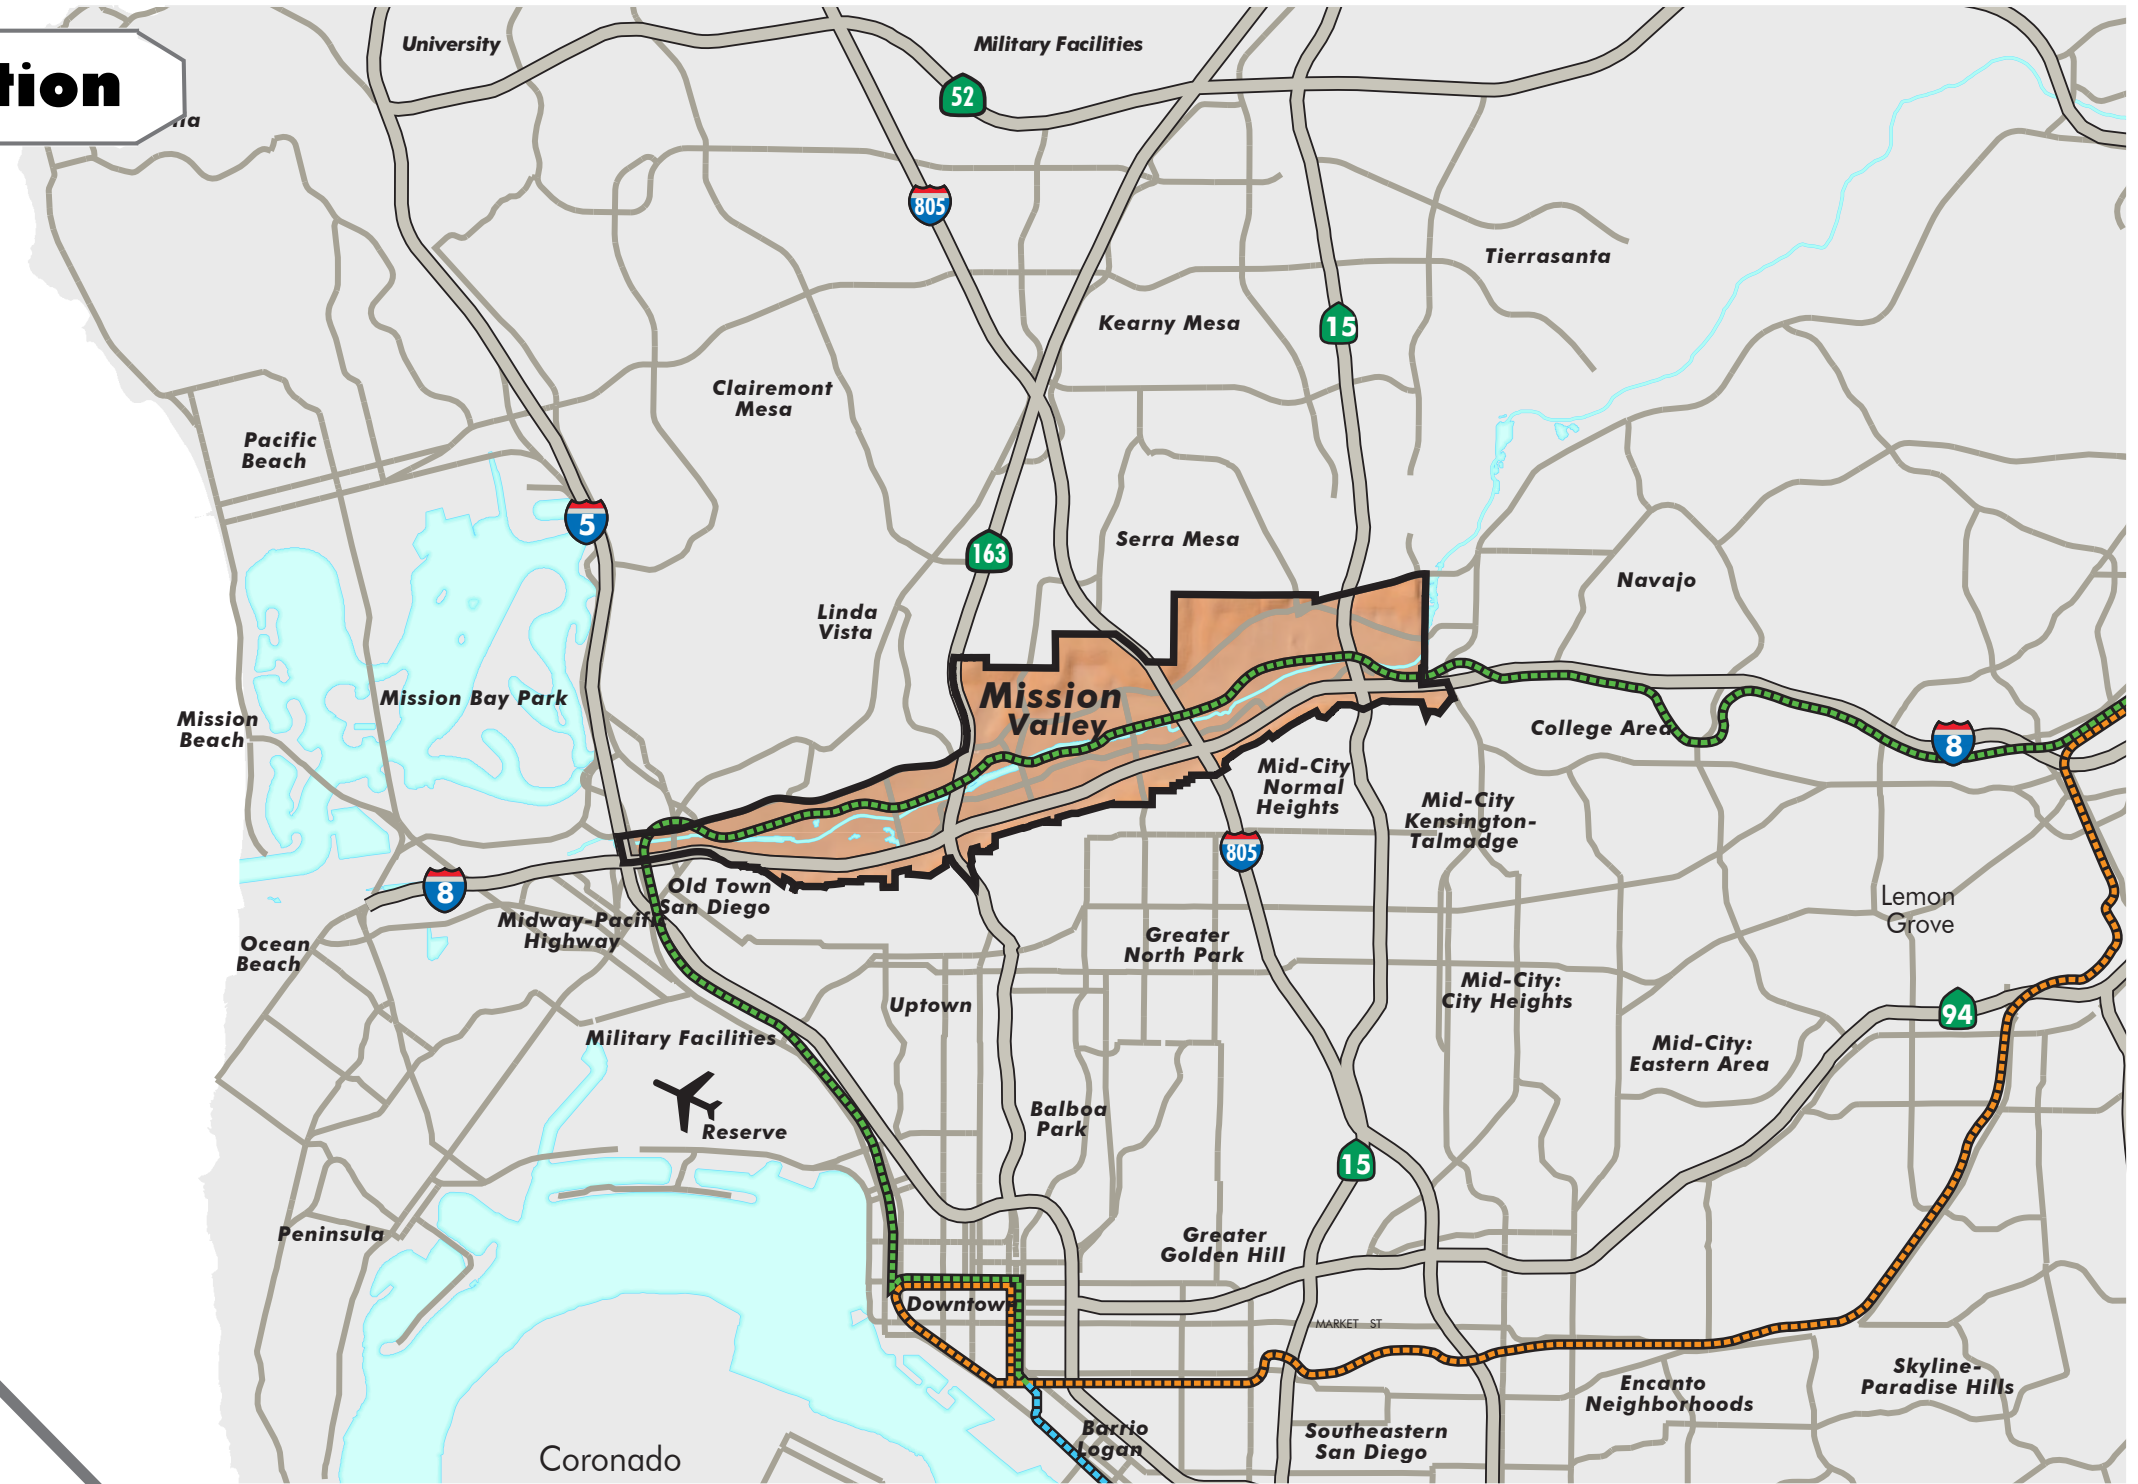 University
Military Facilities
tion
52
lla
805
Tierrasanta
Kearny Mesa
15
Clairemont
Mesa
Pacific
Beach
5
163
Serra Mesa
Navajo
Linda
Vista
Mission Bay Park
Mission
Valley
Mission
Beach
College Area
8
Mid-City
Normal
Heights
Mid-City
Kensington-
Talmadge
805
8
Old Town
San Diego
Midway-Pacific
Highway
Lemon
Grove
Ocean
Beach
Greater
North Park
Mid-City:
City Heights
Uptown
94
Military Facilities
Mid-City:
Eastern Area
Reserve
Balboa
Park
15
Peninsula
Greater
Golden Hill
Downtown
MARKET ST
Skyline-
Paradise Hills
Encanto
Neighborhoods
Barrio
Logan
Southeastern
San Diego
Coronado